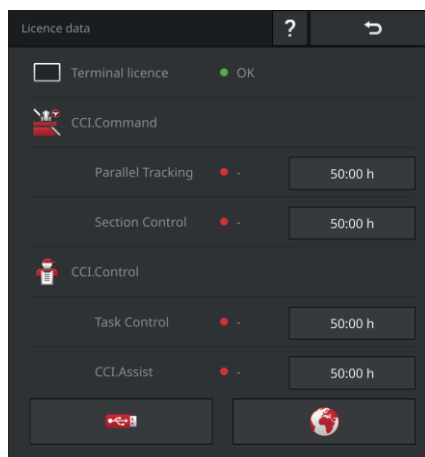 Licence data ?
Terminal licence OK
CCI.Command
Parallel Tracking - 50:00 h
Section Control - 50:00 h
CCI.Control
Task Control - 50:00 h
CCI.Assist - 50:00 h